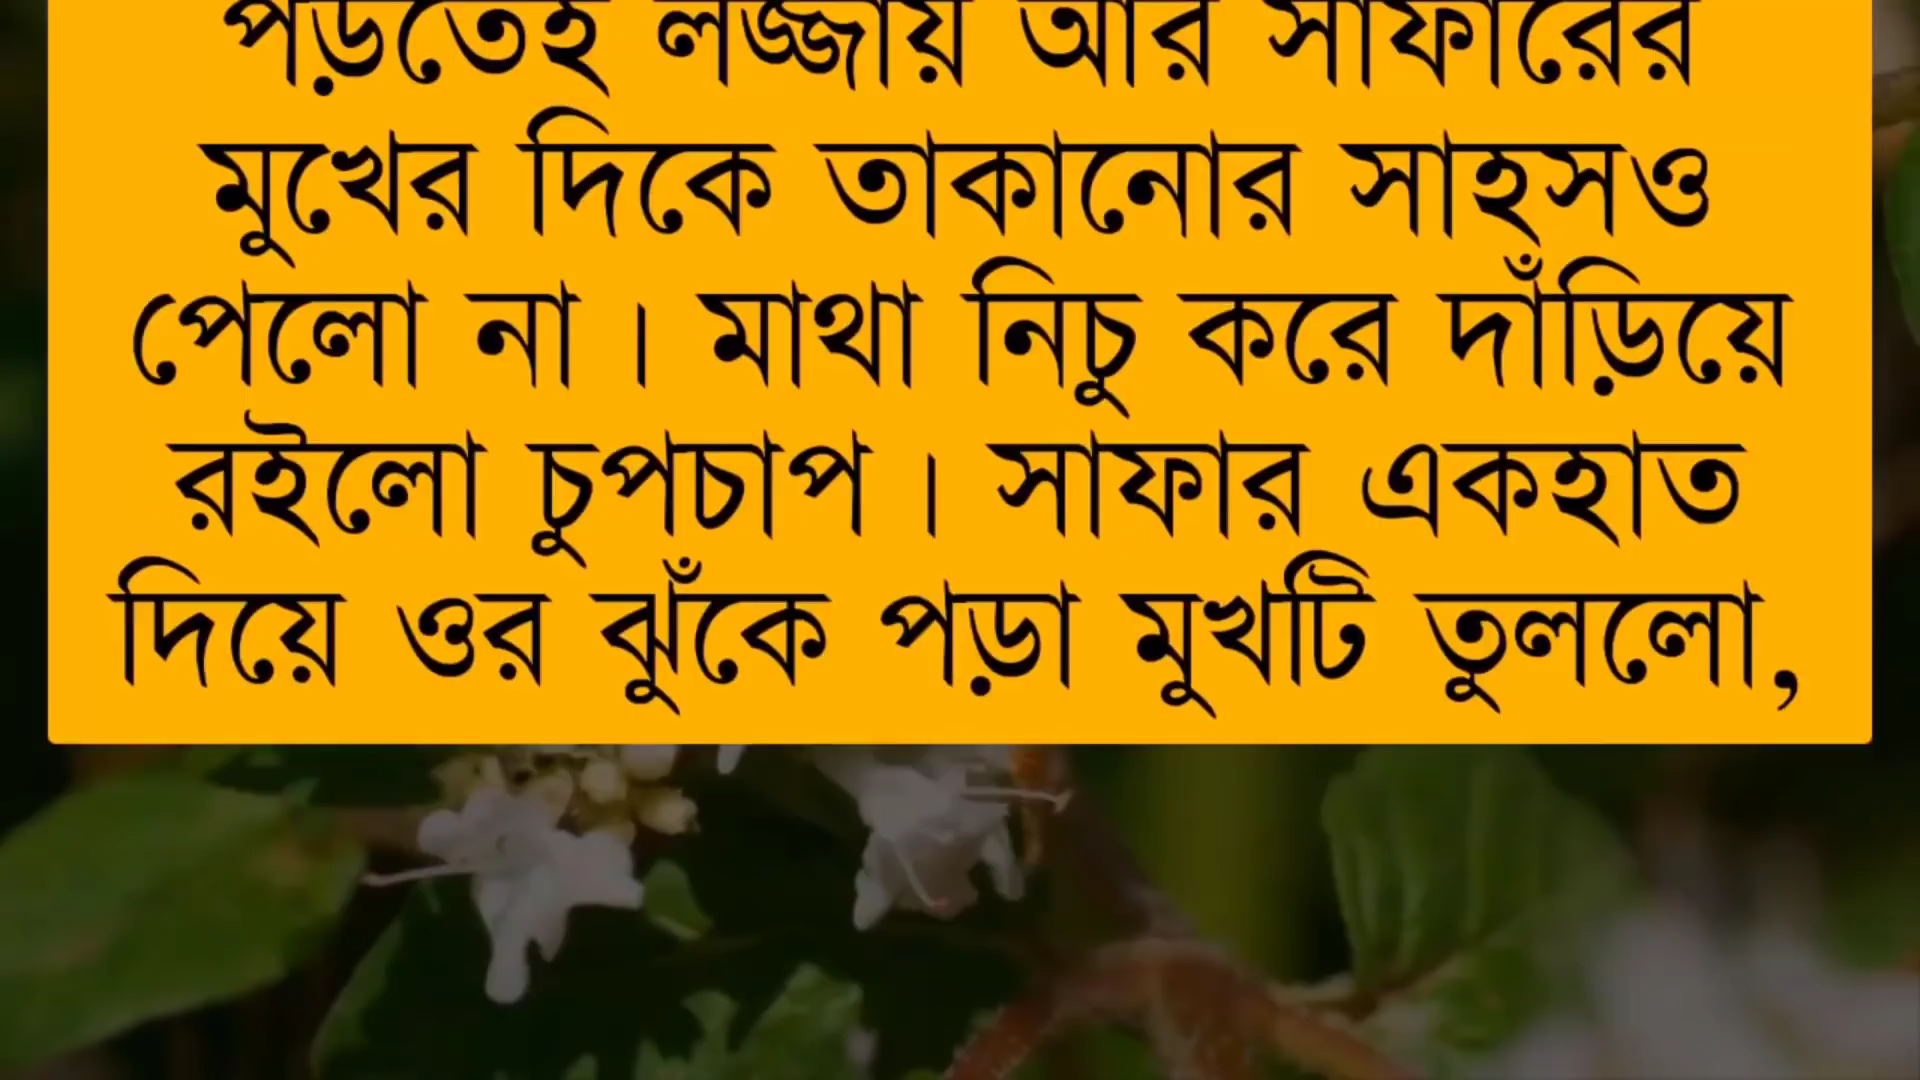 পড়তেই লজ্জায় আর সাফারের
মুখের দিকে তাকানোর সাহসও
পেলো না। মাথা নিচু করে দাঁড়িয়ে
রইলো চুপচাপ। সাফার একহাত
দিয়ে ওর ঝুঁকে পড়া মুখটি তুললো,